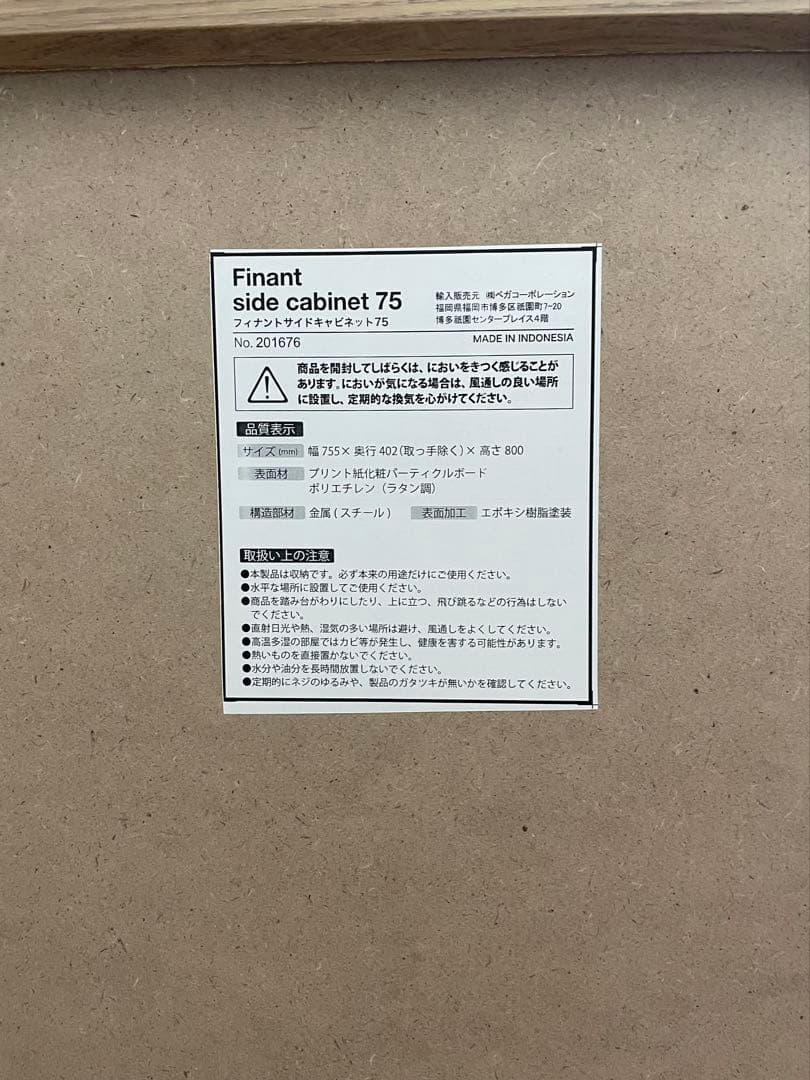 Finant
side cabinet 75
フィナントサイドキャビネット75
輸入販売元 ㈱ベガコーポレーション
福岡県福岡市博多区祇園町7-20
博多祇園センタープレイス4階
No. 201676
MADE IN INDONESIA
商品を開封してしばらくは、においをきつく感じることが
あります。においが気になる場合は、風通しの良い場所
に設置し、定期的な換気を心がけてください。
品質表示
サイズ(mm) 幅 755× 奥行 402（取っ手除く）× 高さ 800
表面材 プリント紙化粧パーティクルボード
ポリエチレン（ラタン調）
構造部材 金属 ( スチール ) 表面加工 エポキシ樹脂塗装
取扱い上の注意
●本製品は収納です。必ず本来の用途だけにご使用ください。
●水平な場所に設置してご使用ください。
●商品を踏み台がわりにしたり、上に立つ、飛び跳るなどの行為はしない
でください。
●直射日光や熱、湿気の多い場所は避け、風通しをよくしてください。
●高温多湿の部屋ではカビ等が発生し、健康を害する可能性があります。
●熱いものを直接置かないでください。
●水分や油分を長時間放置しないでください。
●定期的にネジのゆるみや、製品のガタツキが無いかを確認してください。